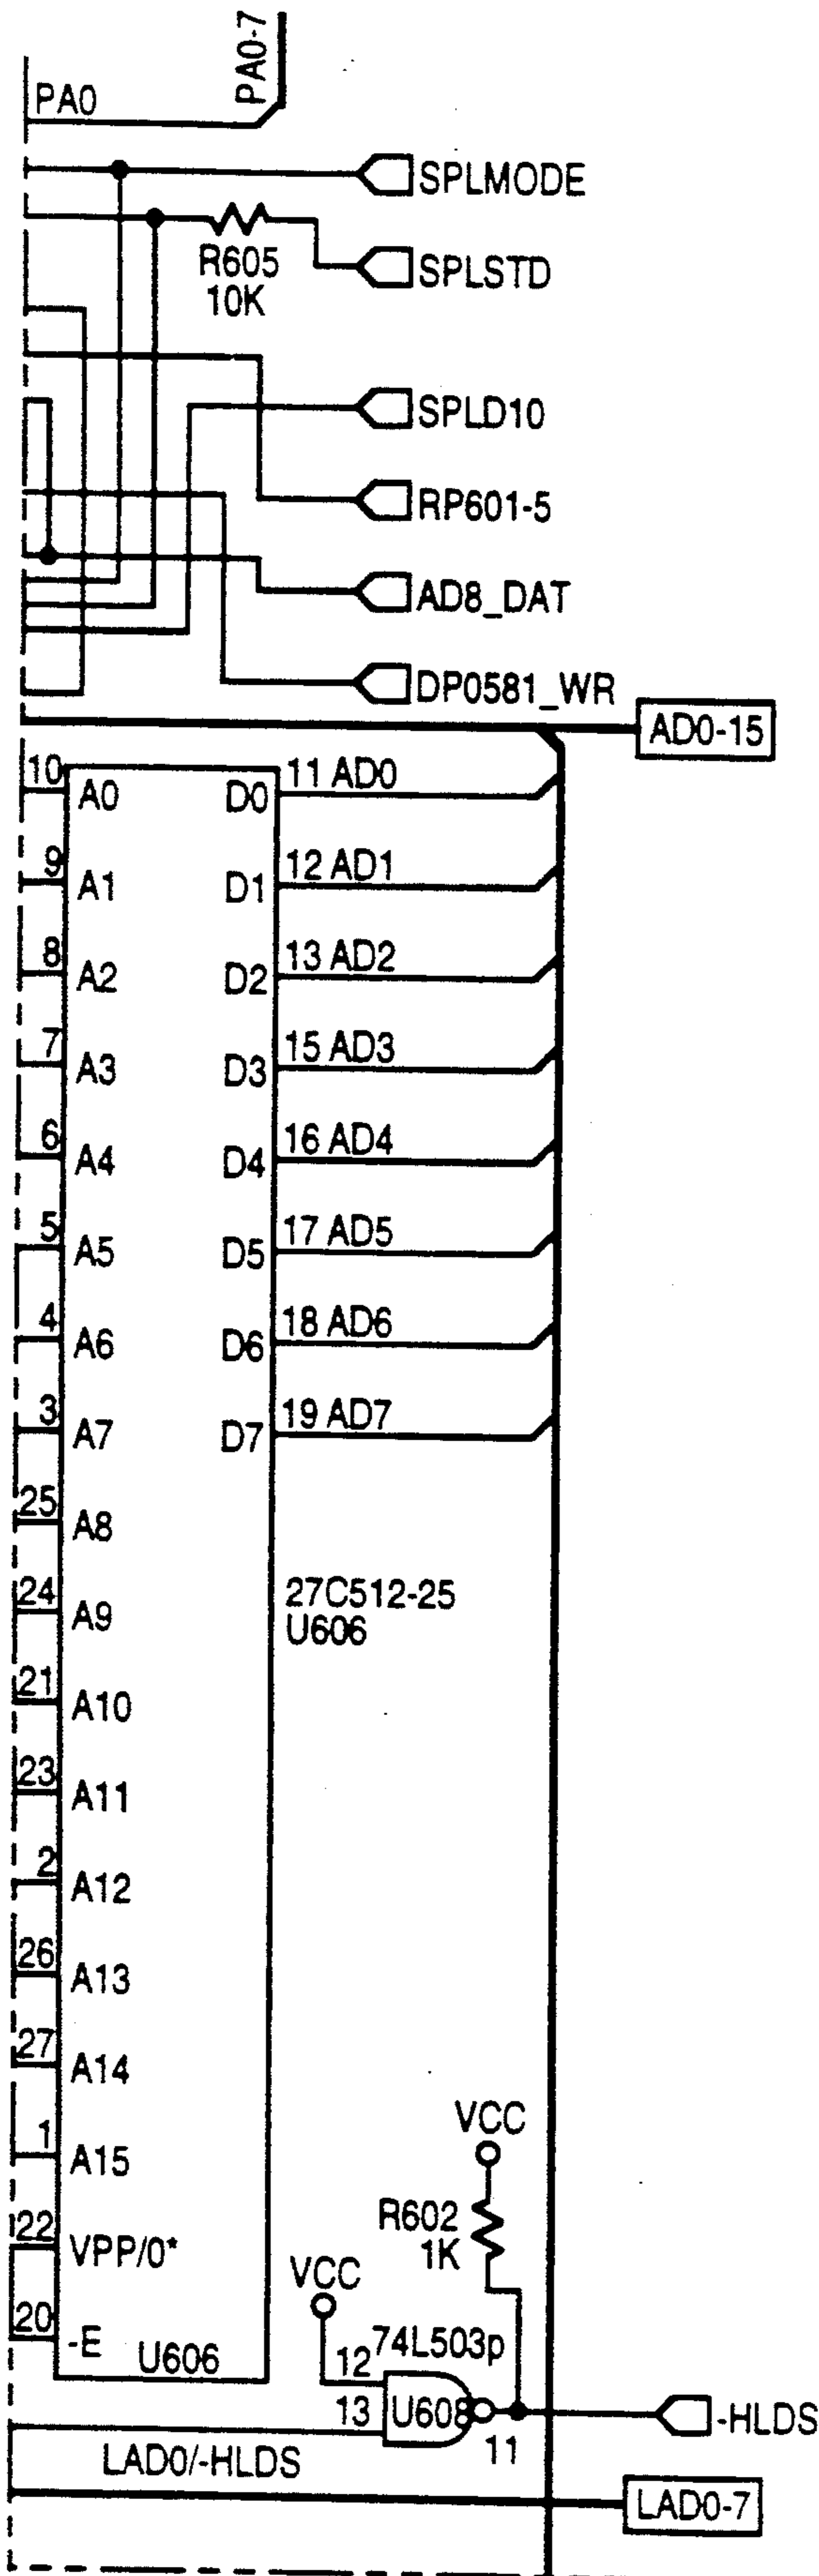 PA0-7
PA0
SPLMODE
R605
10K
SPLSTD
SPLD10
RP601-5
AD8_DAT
DP0581_WR
AD0-15
10 A0 D0 11 AD0
9 A1 D1 12 AD1
8 A2 D2 13 AD2
7 A3 D3 15 AD3
6 A4 D4 16 AD4
5 A5 D5 17 AD5
4 A6 D6 18 AD6
3 A7 D7 19 AD7
25 A8
24 A9
27C512-25
U606
21 A10
23 A11
2 A12
26 A13
27 A14
1 A15
VCC
R602
1K
22 VPP/0*
VCC
20 -E
U606
74L503p
12
13
U608
11
-HLDS
LAD0/-HLDS
LAD0-7